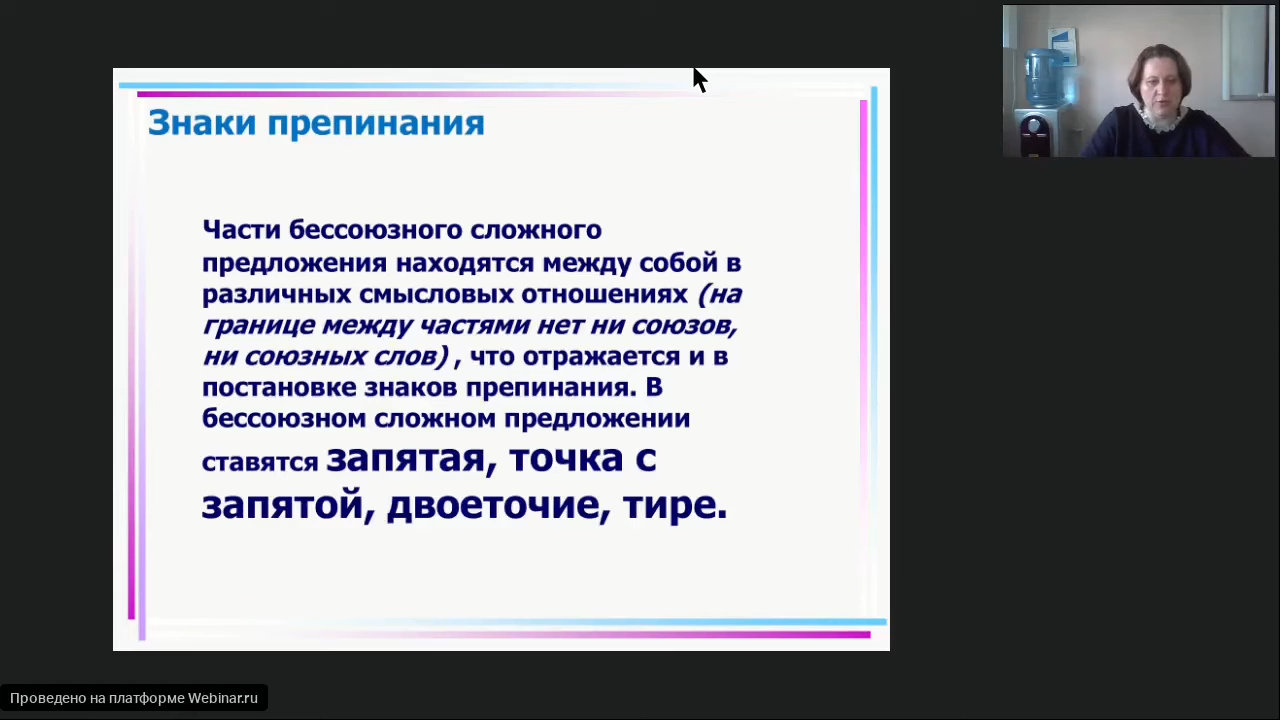 Знаки препинания
Части бессоюзного сложного
предложения находятся между собой в
различных смысловых отношениях (на
границе между частями нет ни союзов,
ни союзных слов) , что отражается и в
постановке знаков препинания. В
бессоюзном сложном предложении
ставятся запятая, точка с
запятой, двоеточие, тире.
Проведено на платформе Webinar.ru